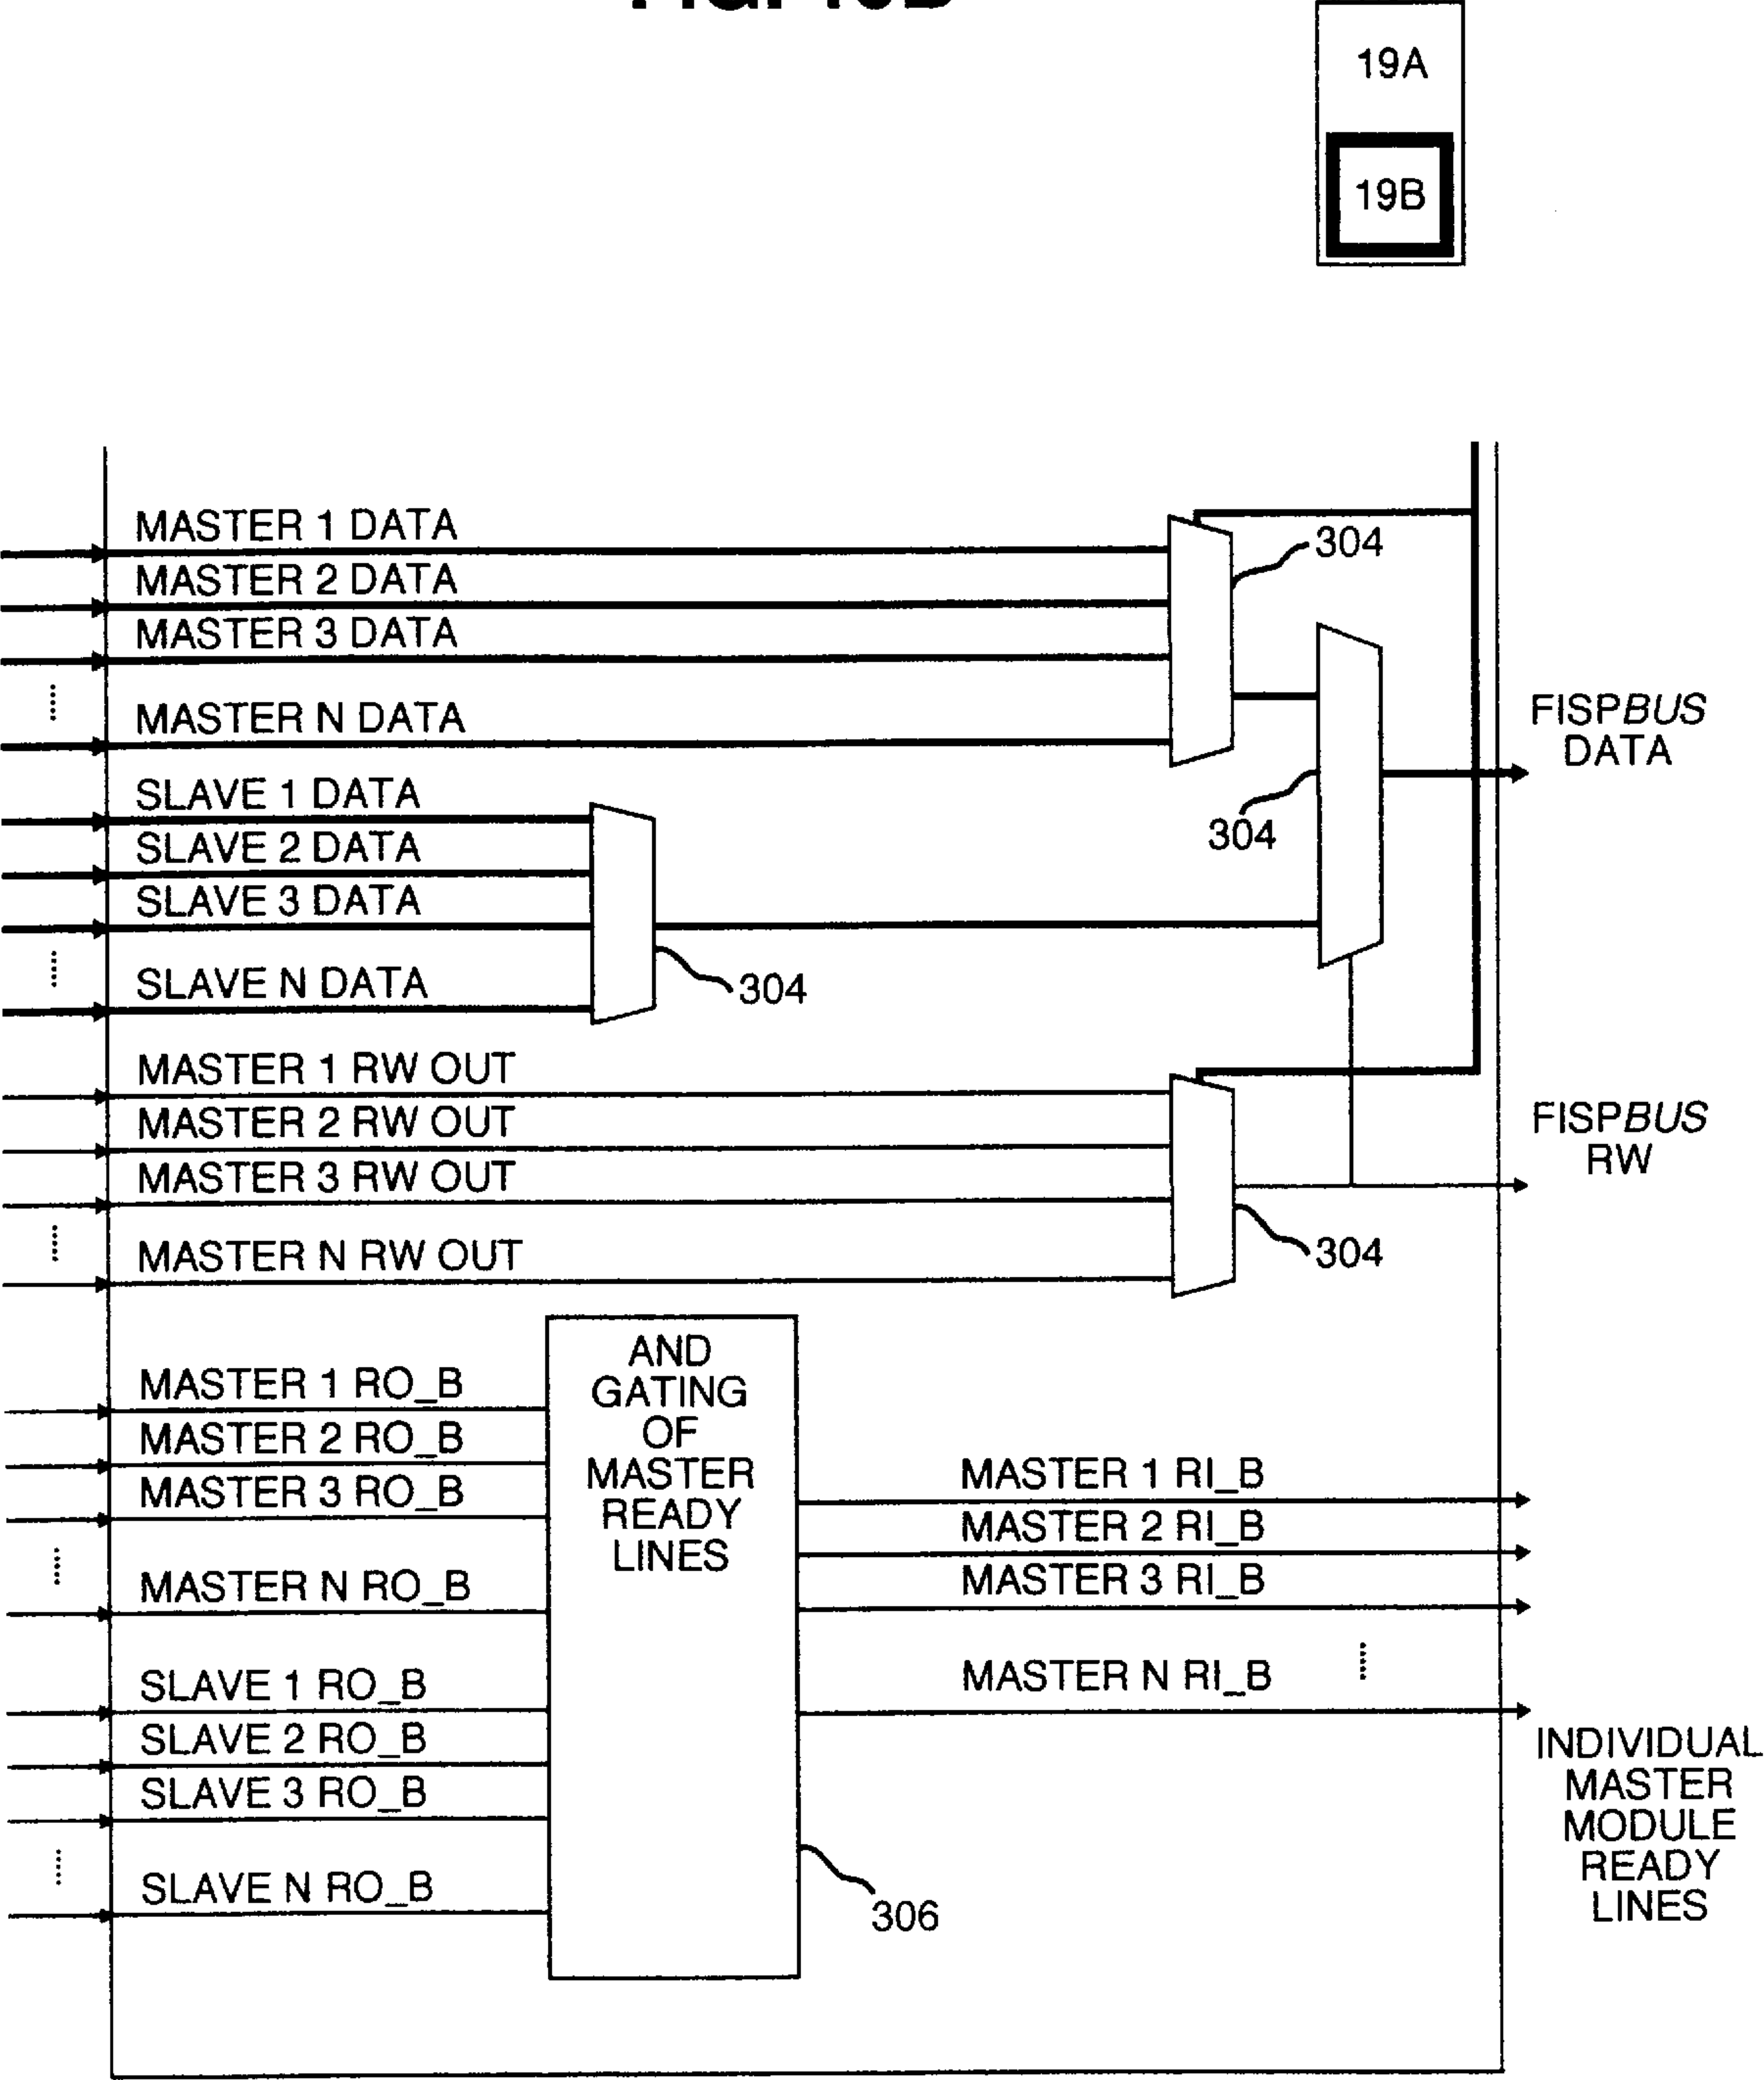 19A
19B
MASTER 1 DATA
304
MASTER 2 DATA
MASTER 3 DATA
MASTER N DATA
FISPBUS
DATA
SLAVE 1 DATA
304
SLAVE 2 DATA
SLAVE 3 DATA
SLAVE N DATA
304
MASTER 1 RW OUT
MASTER 2 RW OUT
FISPBUS
RW
MASTER 3 RW OUT
MASTER N RW OUT
304
AND
GATING
OF
MASTER
READY
LINES
MASTER 1 RO_B
MASTER 2 RO_B
MASTER 3 RO_B
MASTER N RO_B
MASTER 1 RI_B
MASTER 2 RI_B
MASTER 3 RI_B
MASTER N RI_B
SLAVE 1 RO_B
SLAVE 2 RO_B
SLAVE 3 RO_B
SLAVE N RO_B
306
INDIVIDUAL
MASTER
MODULE
READY
LINES